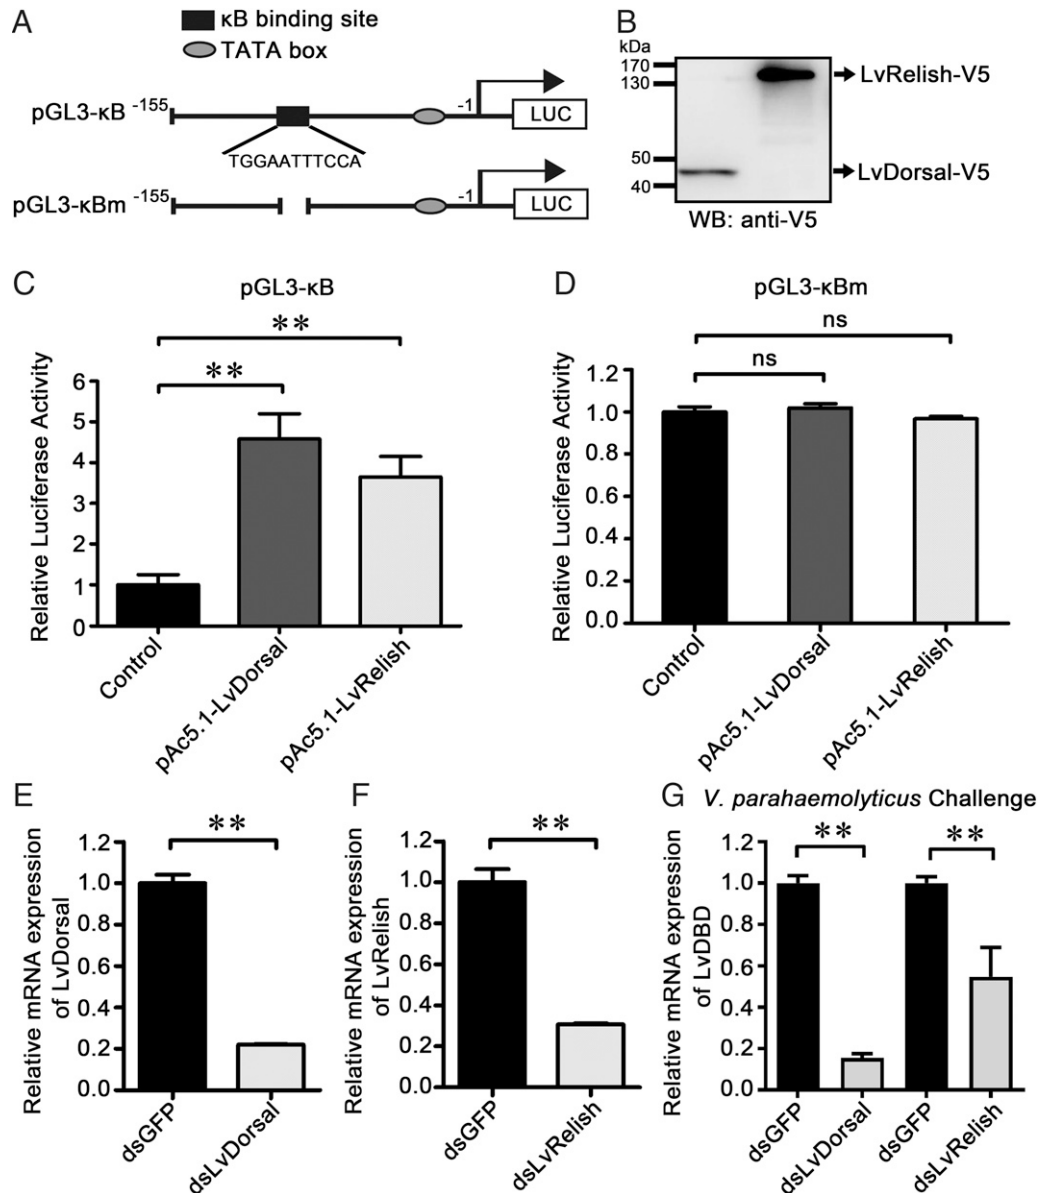 A
κB binding site
TATA box
pGL3-κB
-155
-1
LUC
TGGAATTTCCA
pGL3-κBm
-155
-1
LUC
B
kDa
170
130
50
40
LvRelish-V5
LvDorsal-V5
WB: anti-V5
C
pGL3-κB
**
**
Relative Luciferase Activity
6
5
4
3
2
1
0
Control
pAc5.1-LvDorsal
pAc5.1-LvRelish
D
pGL3-κBm
ns
ns
Relative Luciferase Activity
1.2
1.0
0.8
0.6
0.4
0.2
0.0
Control
pAc5.1-LvDorsal
pAc5.1-LvRelish
E
**
Relative mRNA expression
of LvDorsal
1.2
1.0
0.8
0.6
0.4
0.2
0.0
dsGFP
dsLvDorsal
F
**
Relative mRNA expression
of LvRelish
1.2
1.0
0.8
0.6
0.4
0.2
0.0
dsGFP
dsLvRelish
G
V. parahaemolyticus Challenge
**
**
Relative mRNA expression
of LvDBD
1.2
1.0
0.8
0.6
0.4
0.2
0.0
dsGFP
dsLvDorsal
dsGFP
dsLvRelish